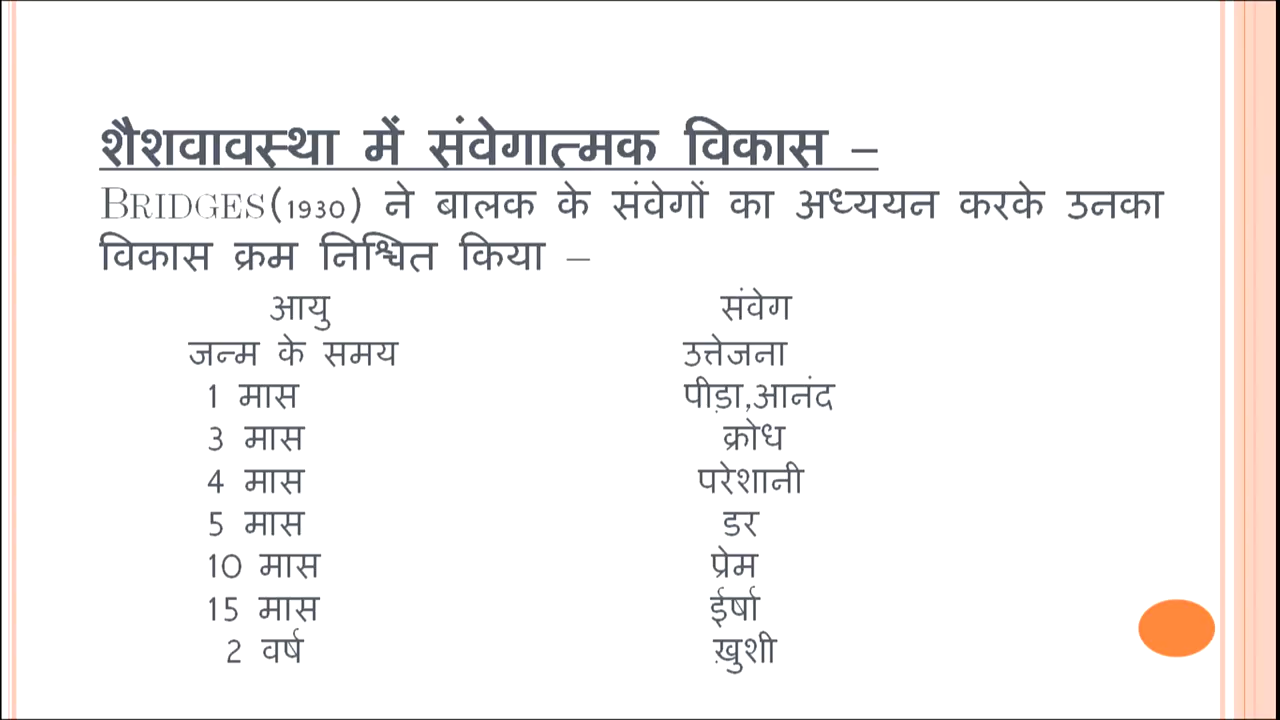 शैशवावस्था में संवेगात्मक विकास –
BRIDGES(1930) ने बालक के संवेगों का अध्ययन करके उनका
विकास क्रम निश्चित किया –
आयु संवेग
जन्म के समय उत्तेजना
1 मास पीड़ा,आनंद
3 मास क्रोध
4 मास परेशानी
5 मास डर
10 मास प्रेम
15 मास ईर्षा
2 वर्ष ख़ुशी